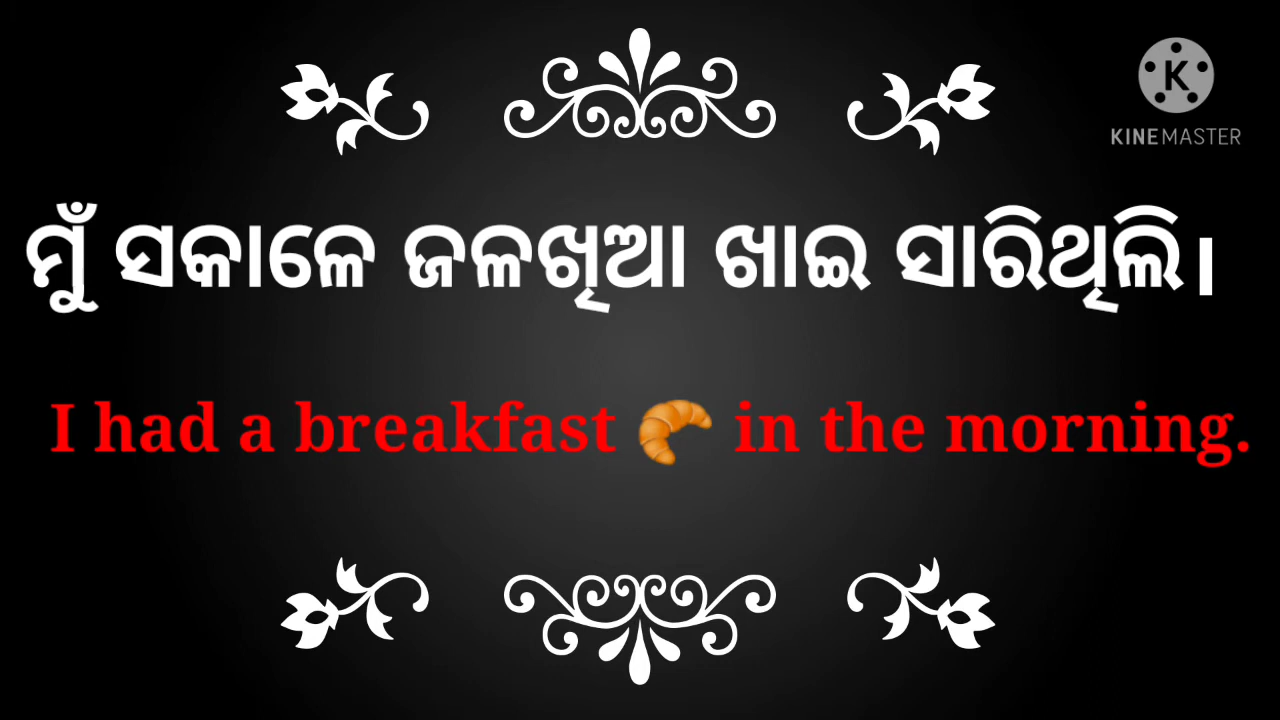 K
KINEMASTER
ମୁଁ ସକାଳେ ଜଳଖିଆ ଖାଇ ସାରିଥିଲି।
I had a breakfast 🥐 in the morning.